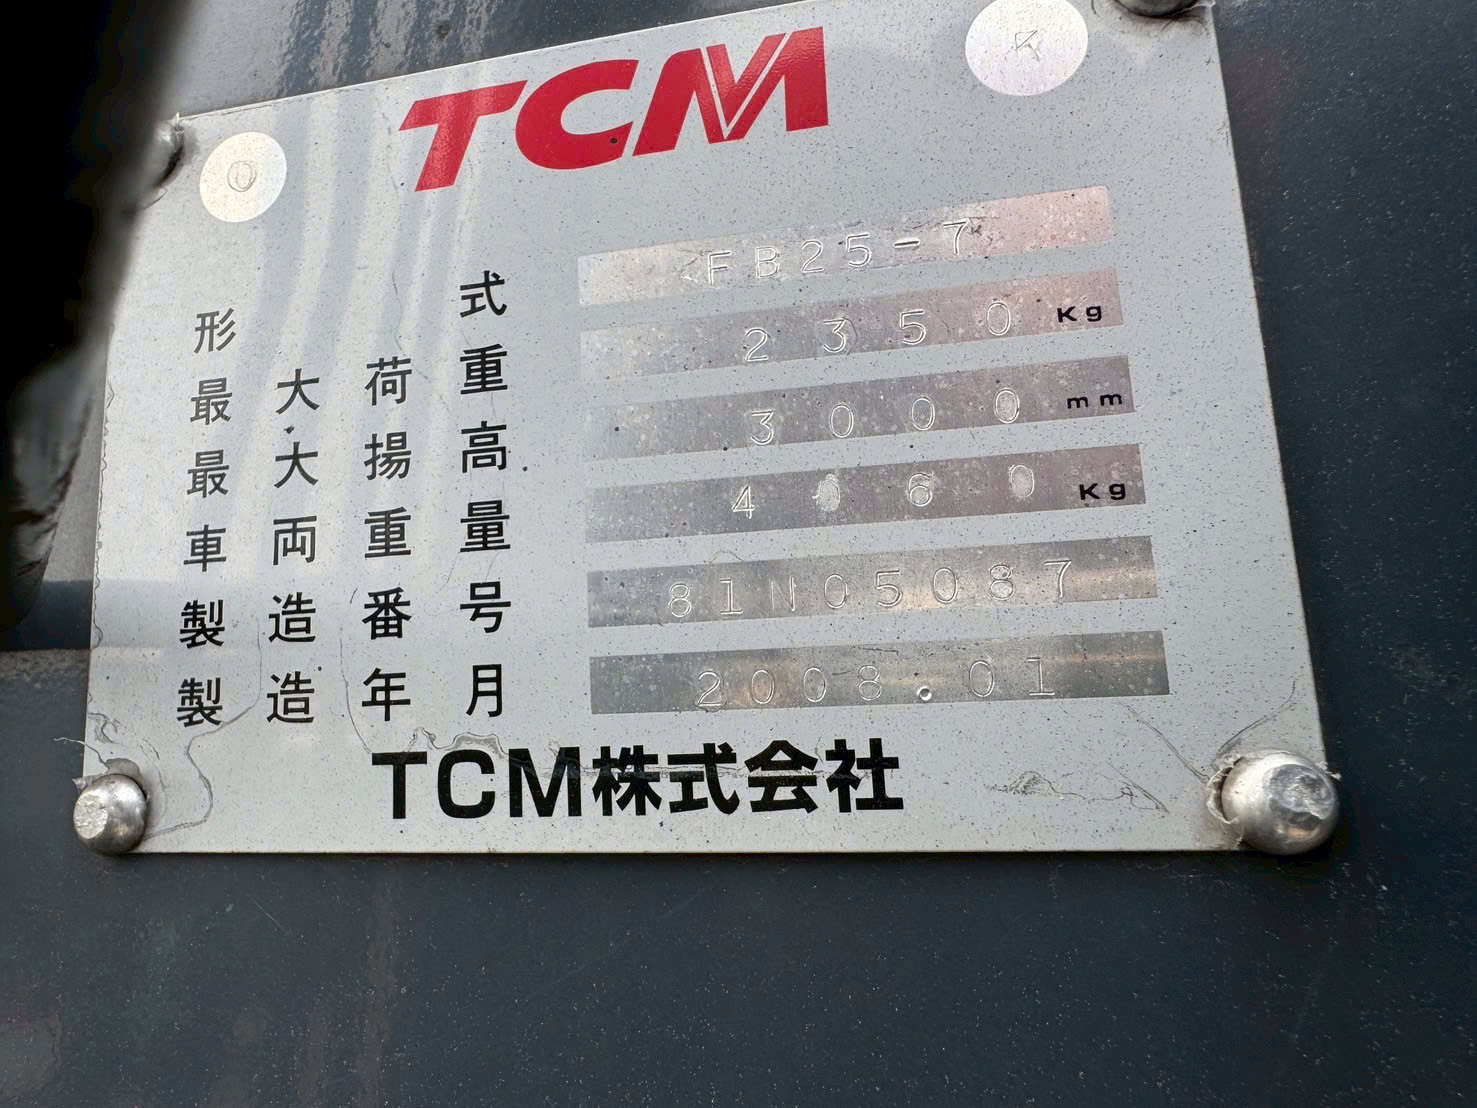 TCM
形式 FB25-7
最大荷重 2350 Kg
最大揚高 3000 mm
車両重量 4060 Kg
製造番号 81N05087
製造年月 2008.01
TCM株式会社